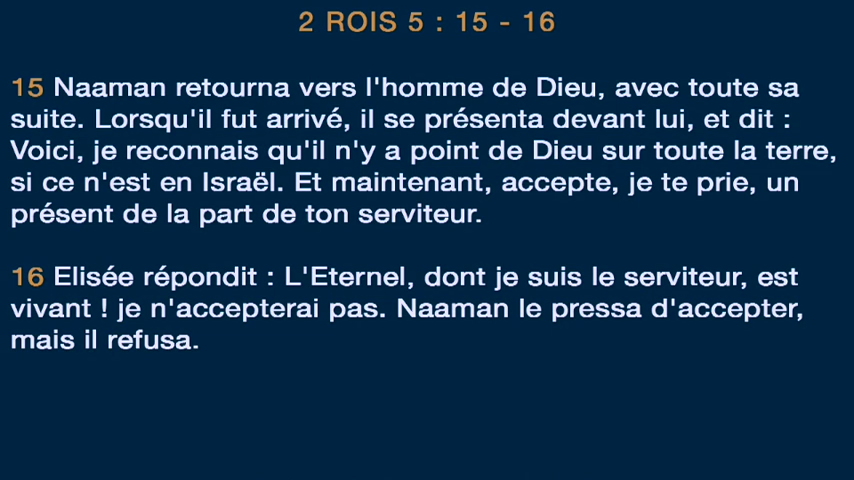 2 ROIS 5 : 15 - 16
15 Naaman retourna vers l'homme de Dieu, avec toute sa
suite. Lorsqu'il fut arrivé, il se présenta devant lui, et dit :
Voici, je reconnais qu'il n'y a point de Dieu sur toute la terre,
si ce n'est en Israël. Et maintenant, accepte, je te prie, un
présent de la part de ton serviteur.
16 Elisée répondit : L'Eternel, dont je suis le serviteur, est
vivant ! je n'accepterai pas. Naaman le pressa d'accepter,
mais il refusa.